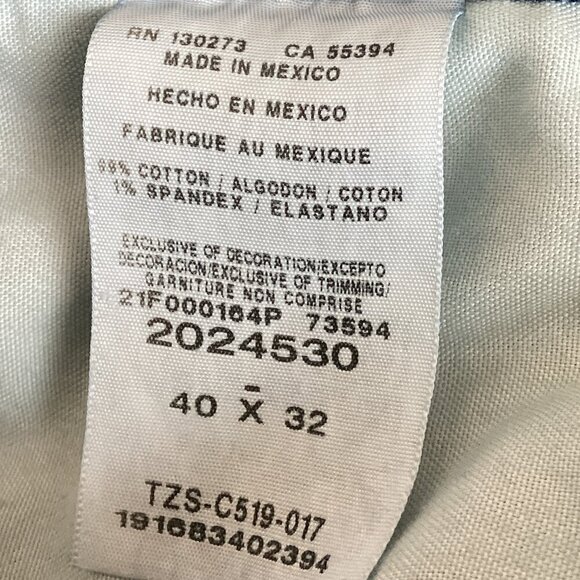 RN 130273 CA 55394
MADE IN MEXICO
HECHO EN MEXICO
FABRIQUE AU MEXIQUE
99% COTTON / ALGODON / COTON
1% SPANDEX / ELASTANO
EXCLUSIVE OF DECORATION/EXCEPTO
DECORACION/EXCLUSIVE OF TRIMMING/
GARNITURE NON COMPRISE
21F000164P 73594
2024530
-
40 X 32
TZS-C519-017
191683402394